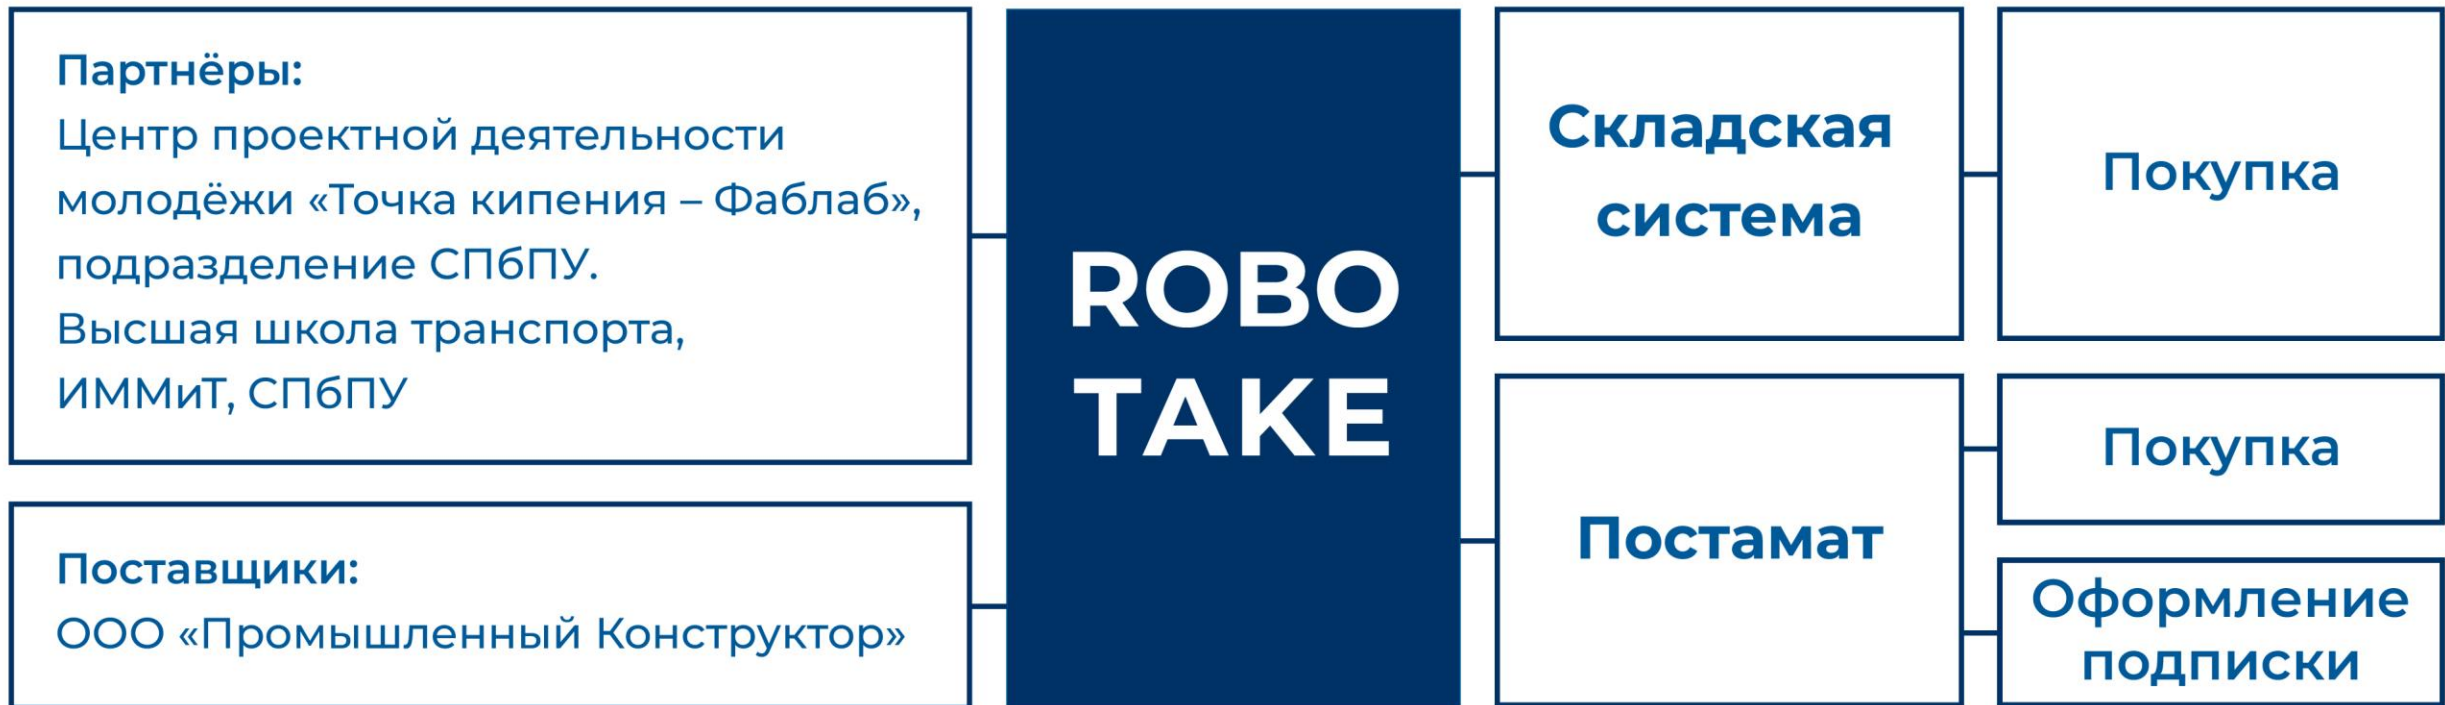 Партнёры:
Центр проектной деятельности
молодёжи «Точка кипения – Фаблаб»,
подразделение СПбПУ.
Высшая школа транспорта,
ИММиТ, СПбПУ
Поставщики:
ООО «Промышленный Конструктор»
ROBO
TAKE
Складская
система
Покупка
Постамат
Покупка
Оформление
подписки